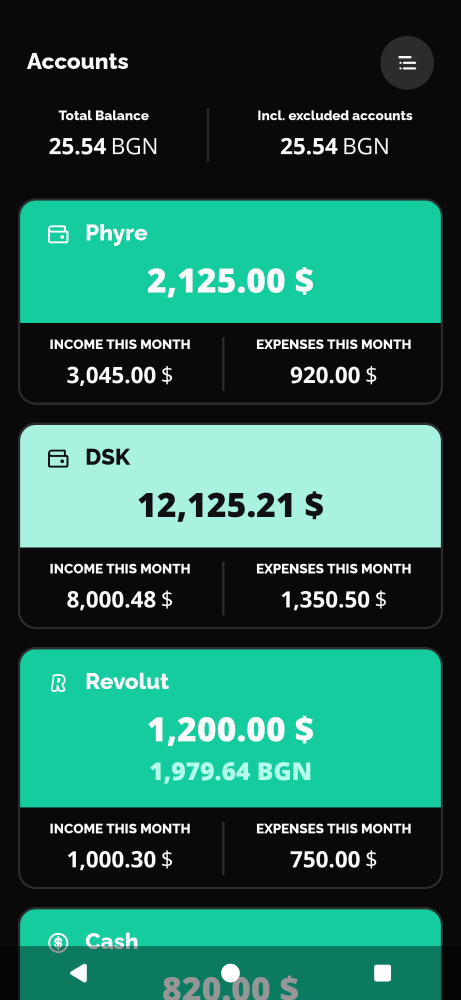 Accounts
Total Balance
25.54 BGN
Incl. excluded accounts
25.54 BGN
Phyre
2,125.00 $
INCOME THIS MONTH
3,045.00 $
EXPENSES THIS MONTH
920.00 $
DSK
12,125.21 $
INCOME THIS MONTH
8,000.48 $
EXPENSES THIS MONTH
1,350.50 $
Revolut
1,200.00 $
1,979.64 BGN
INCOME THIS MONTH
1,000.30 $
EXPENSES THIS MONTH
750.00 $
Cash
820.00 $